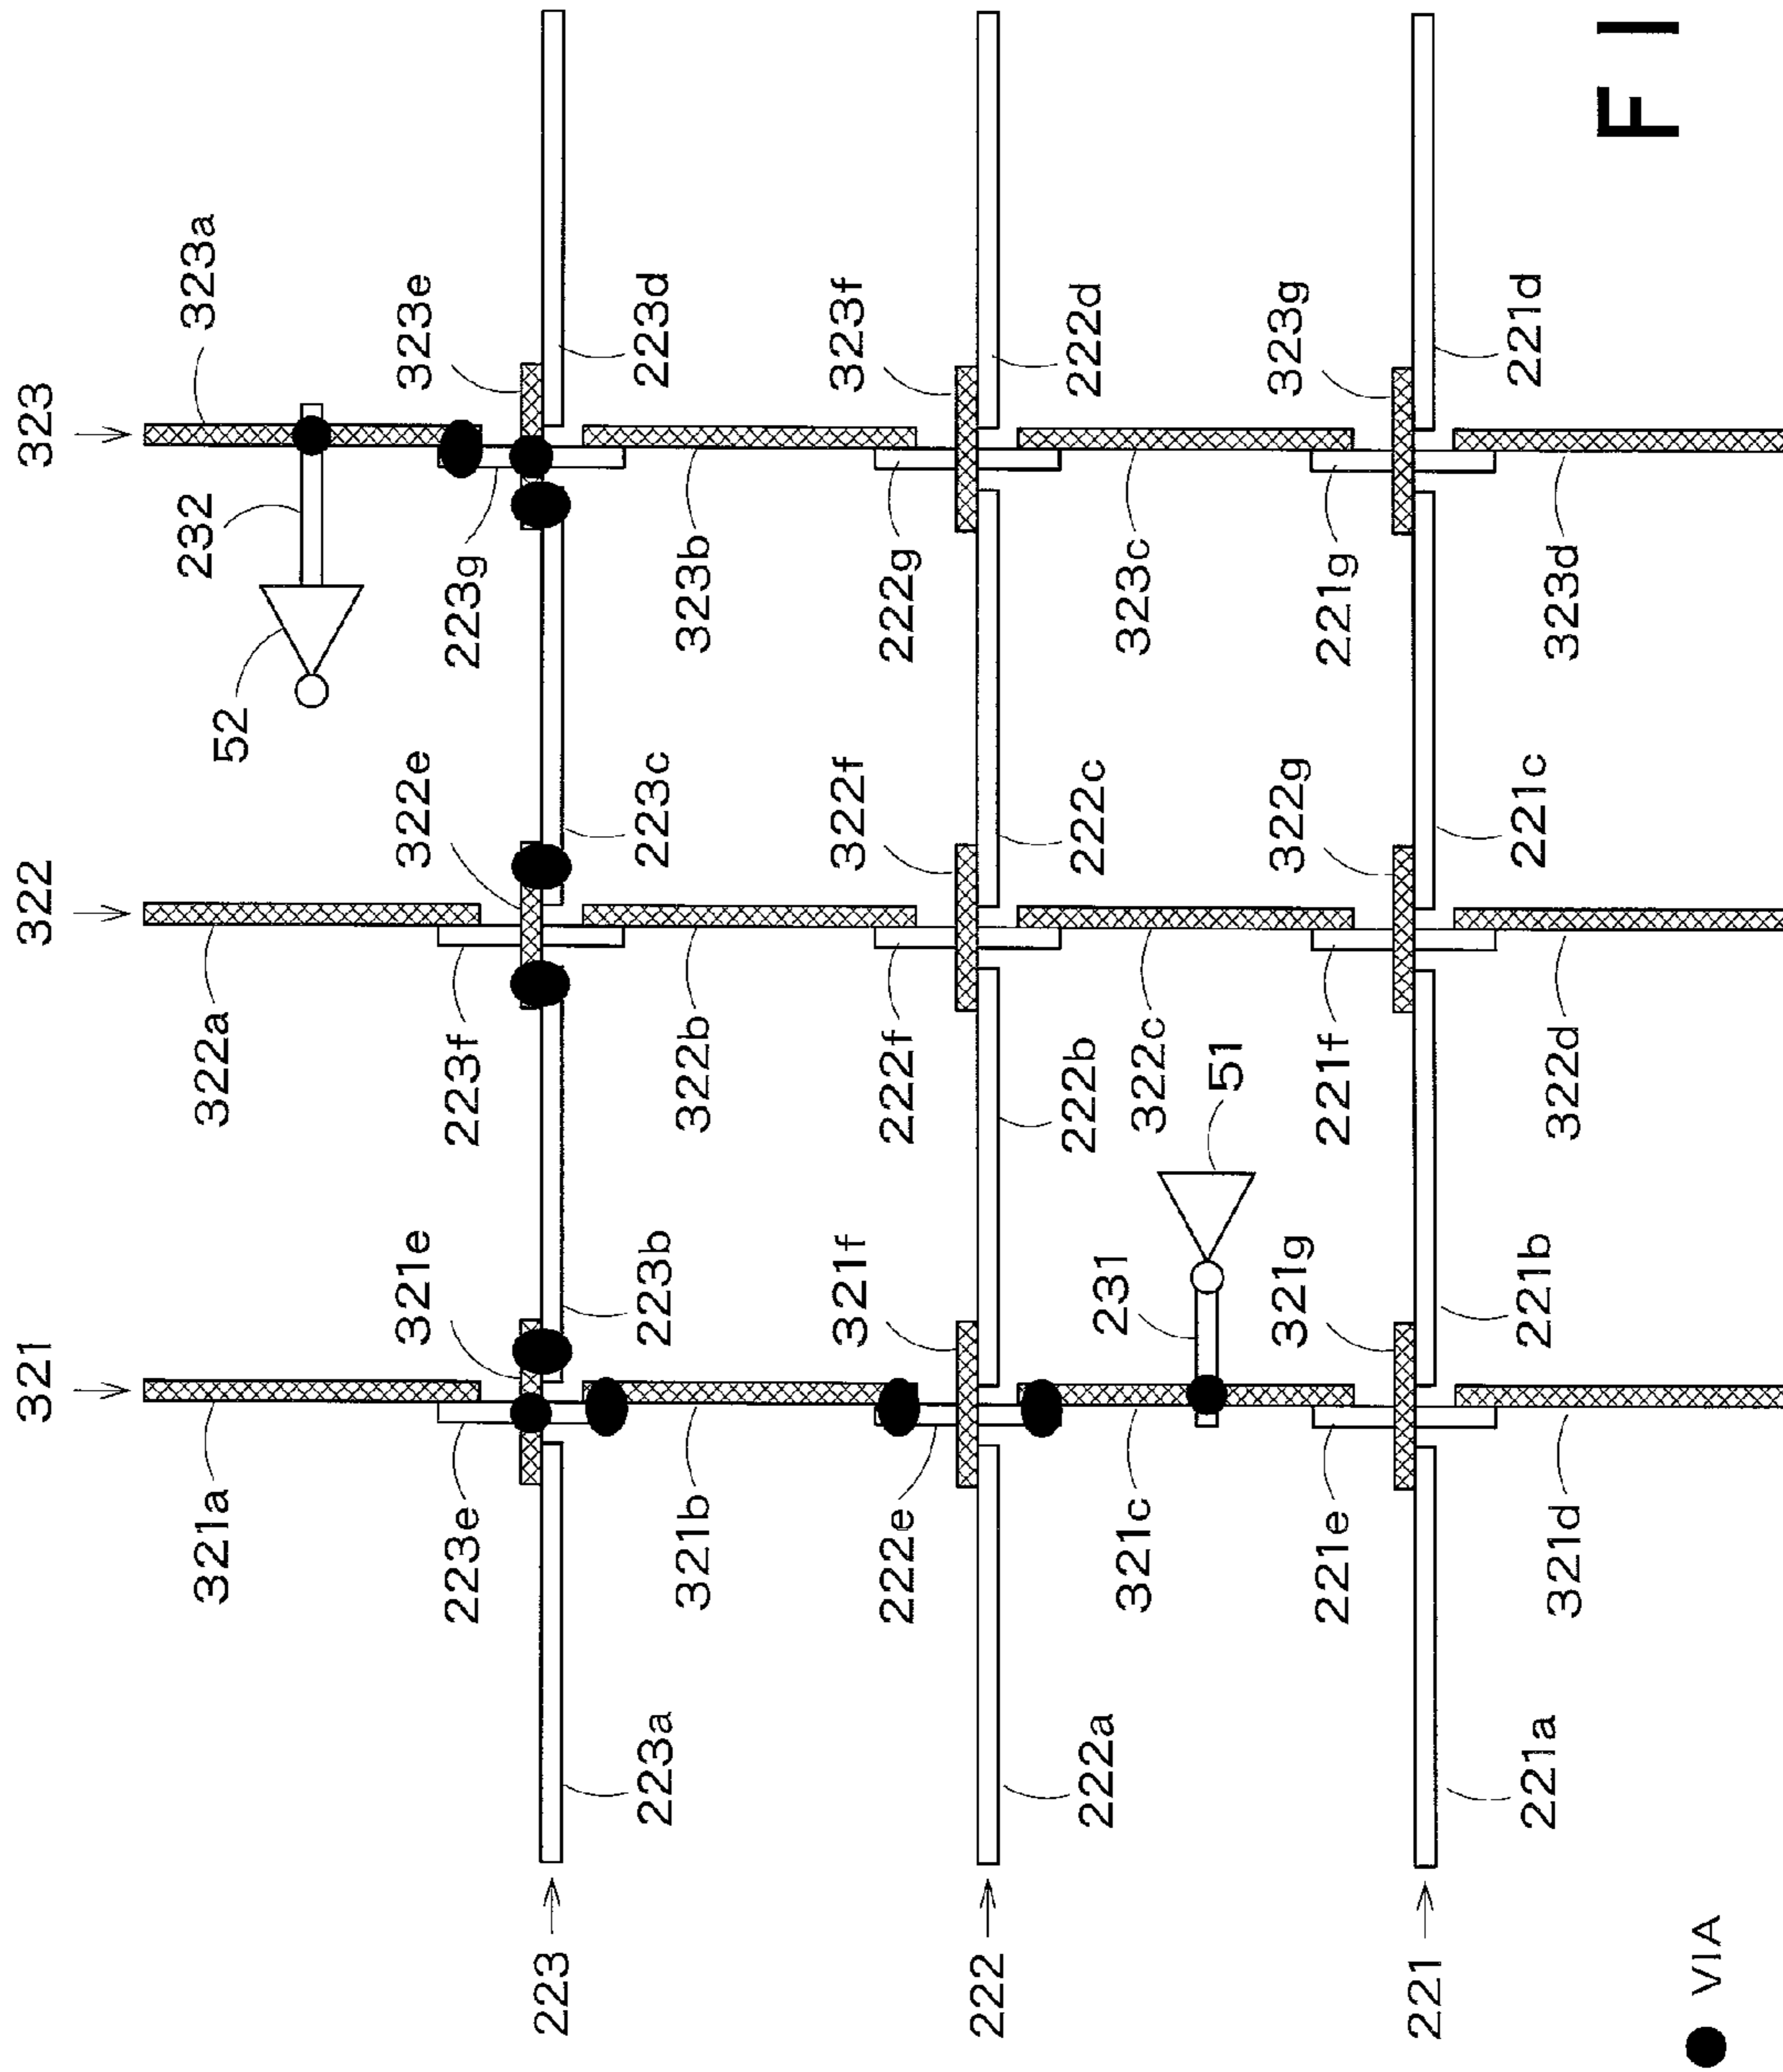 321 322 323
321a 322a 232 323a
52
321e 322e 323e
223e 223f 223g
223
223a 223b 223c 223d
321b 322b 323b
321f 322f 323f
222e 222f 222g
222
222a 222b 222c 222d
321c 231 322c 323c
51
321g 322g 323g
221e 221f 221g
221
221a 221b 221c 221d
321d 322d 323d
VIA
F I